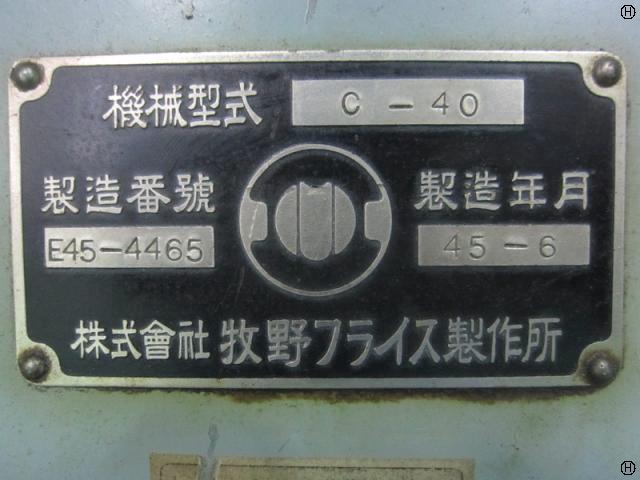 機械型式 C-40
製造番號 製造年月
E45-4465 45-6
株式會社 牧野フライス製作所